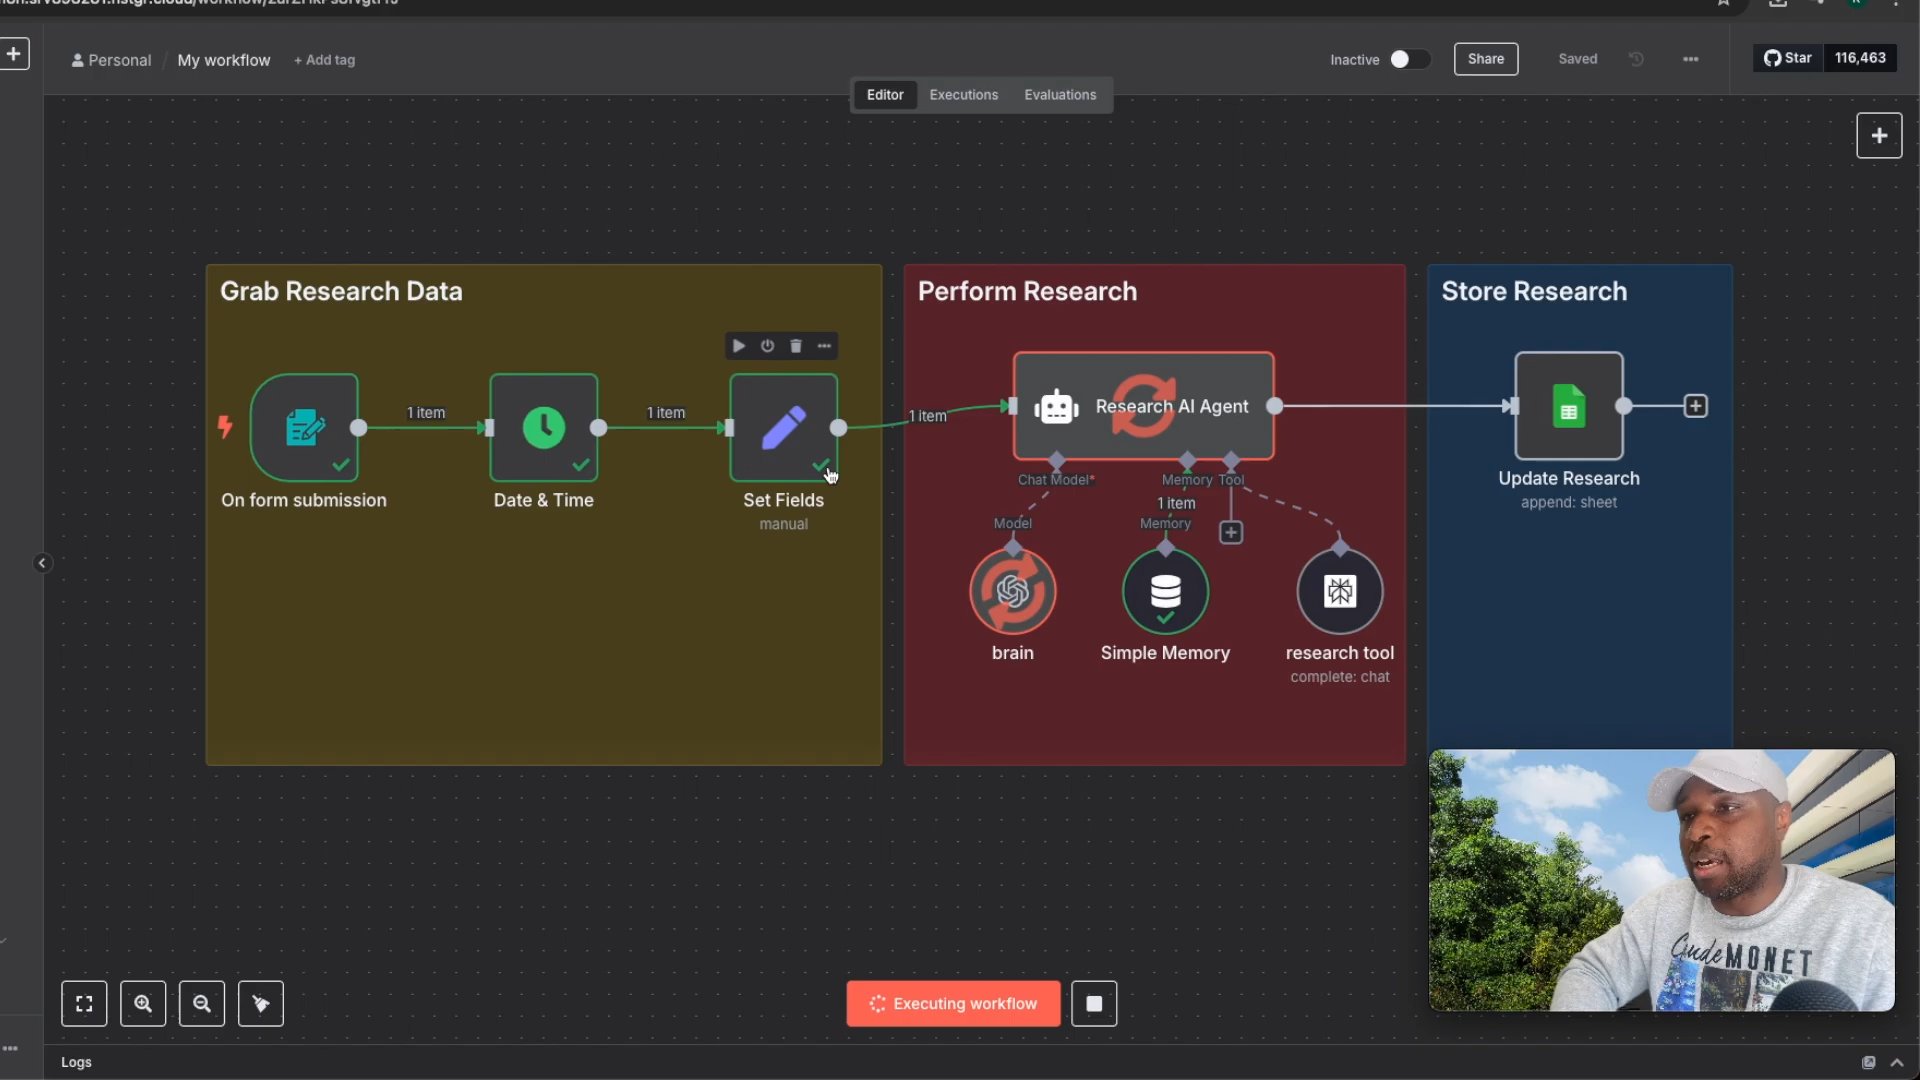 Personal / My workflow + Add tag
Inactive Share Saved Star 116,463
Editor Executions Evaluations
Grab Research Data
Perform Research
Store Research
1 item
1 item
1 item
Research AI Agent
On form submission
Date & Time
Set Fields
manual
Chat Model*
Memory
Tool
1 item
Model
Memory
Update Research
append: sheet
brain
Simple Memory
research tool
complete: chat
Claude MONET
Executing workflow
Logs